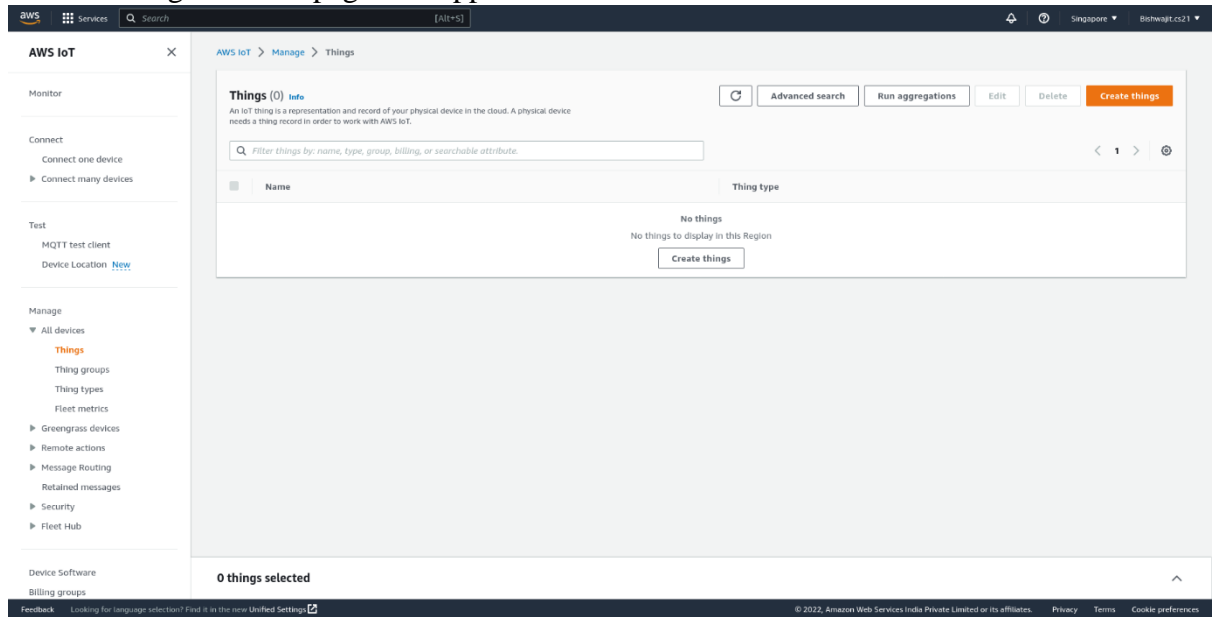 aws
Services
Search
[Alt+S]
Singapore
Bishwajit.cs21
AWS IoT
Monitor
Connect
Connect one device
Connect many devices
Test
MQTT test client
Device Location New
Manage
All devices
Things
Thing groups
Thing types
Fleet metrics
Greengrass devices
Remote actions
Message Routing
Retained messages
Security
Fleet Hub
Device Software
Billing groups
AWS IoT > Manage > Things
Things (0) Info
An IoT thing is a representation and record of your physical device in the cloud. A physical device
needs a thing record in order to work with AWS IoT.
Advanced search
Run aggregations
Edit
Delete
Create things
Filter things by: name, type, group, billing, or searchable attribute.
< 1 >
Name
Thing type
No things
No things to display in this Region
Create things
0 things selected
Feedback
Looking for language selection? Find it in the new Unified Settings
© 2022, Amazon Web Services India Private Limited or its affiliates.
Privacy
Terms
Cookie preferences